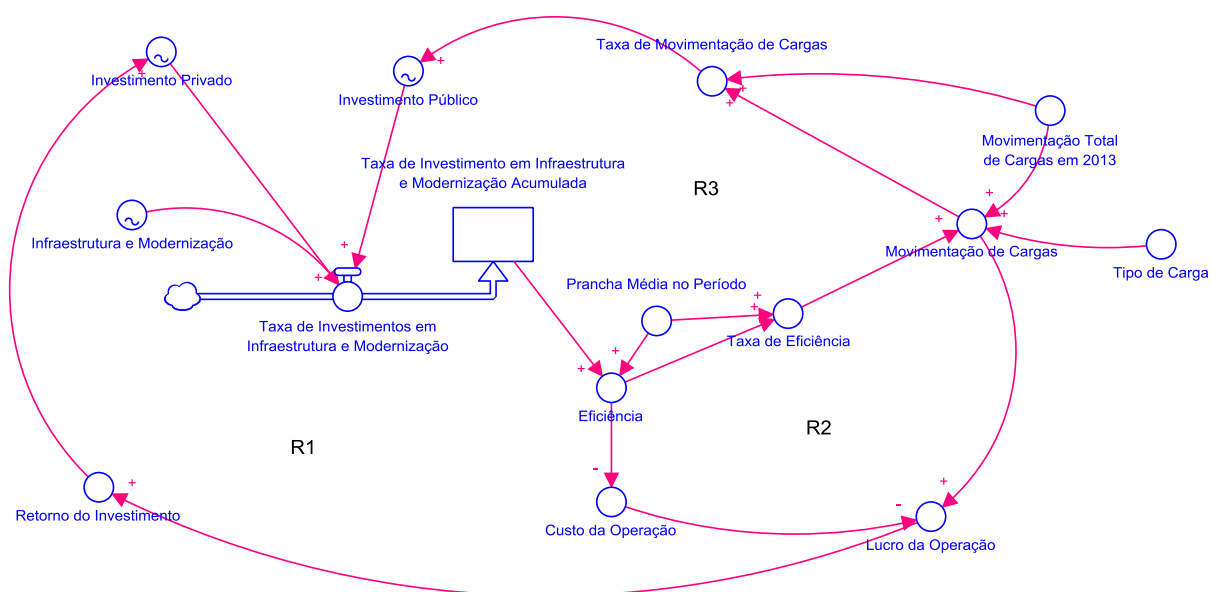 Taxa de Movimentação de Cargas
+
Investimento Privado
+
Investimento Público
+
+
+
Movimentação Total
de Cargas em 2013
Taxa de Investimento em Infraestrutura
e Modernização Acumulada
R3
+
+
+
Infraestrutura e Modernização
+
Movimentação de Cargas
Tipo de Carga
+
Prancha Média no Período
+
+
Taxa de Investimentos em
Infraestrutura e Modernização
Taxa de Eficiência
+
+
Eficiência
R2
R1
-
+
+
-
Retorno do Investimento
Custo da Operação
Lucro da Operação